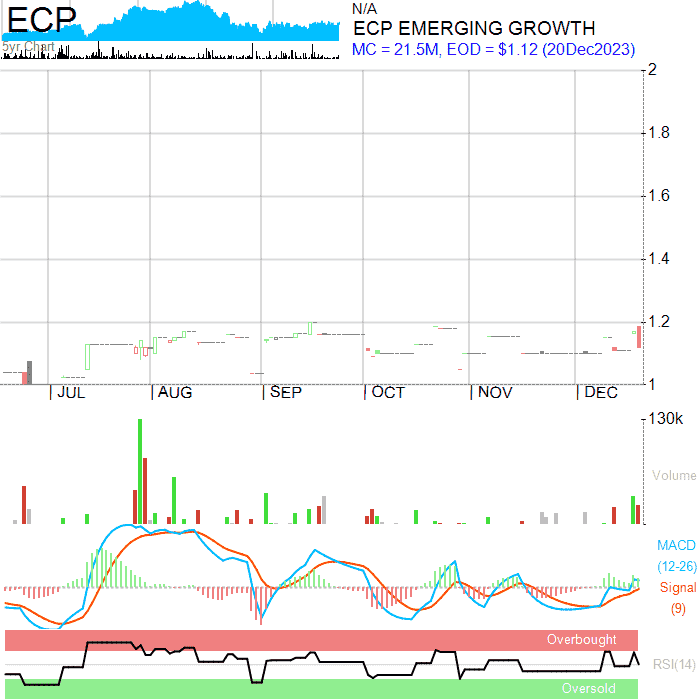 ECP
5yr Chart
N/A
ECP EMERGING GROWTH
MC = 21.5M, EOD = $1.12 (20Dec2023)
2
1.8
1.6
1.4
1.2
1
JUL AUG SEP OCT NOV DEC
130k
Volume
MACD
(12-26)
Signal
(9)
Overbought
RSI(14)
Oversold